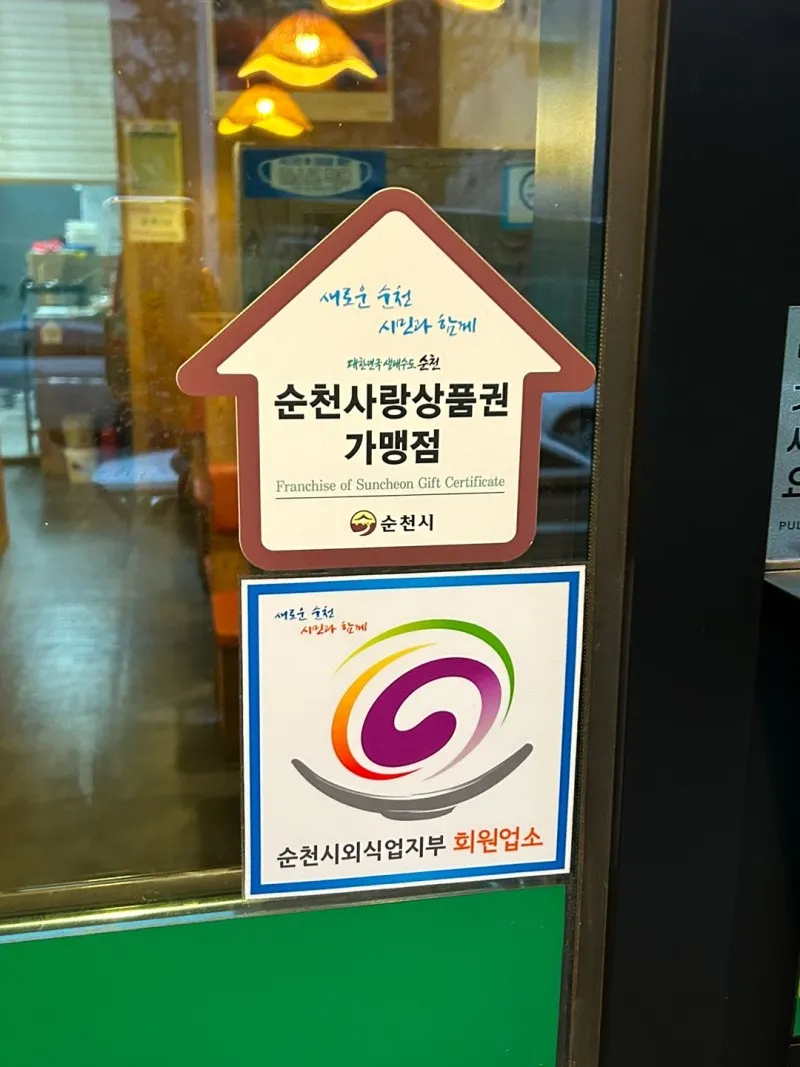 새로운 순천
시민과 함께
대한민국 생태수도 순천
순천사랑상품권
가맹점
Franchise of Suncheon Gift Certificate
순천시
새로운 순천
시민과 함께
순천시외식업지부 회원업소
세
요
PUL